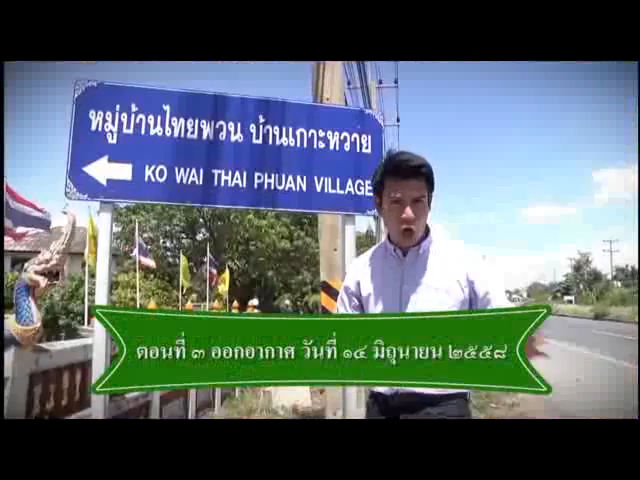 หมู่บ้านไทยพวน บ้านเกาะหวาย
KO WAI THAI PHUAN VILLAGE
ตอนที่ ๓ ออกอากาศ วันที่ ๑๔ มิถุนายน ๒๕๕๘